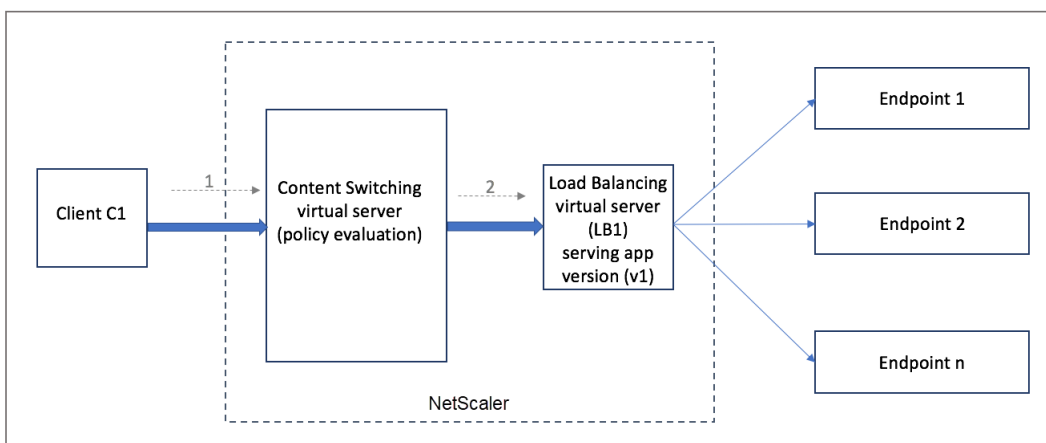 Client C1
1
Content Switching
virtual server
(policy evaluation)
2
Load Balancing
virtual server
(LB1)
serving app
version (v1)
Endpoint 1
Endpoint 2
Endpoint n
NetScaler